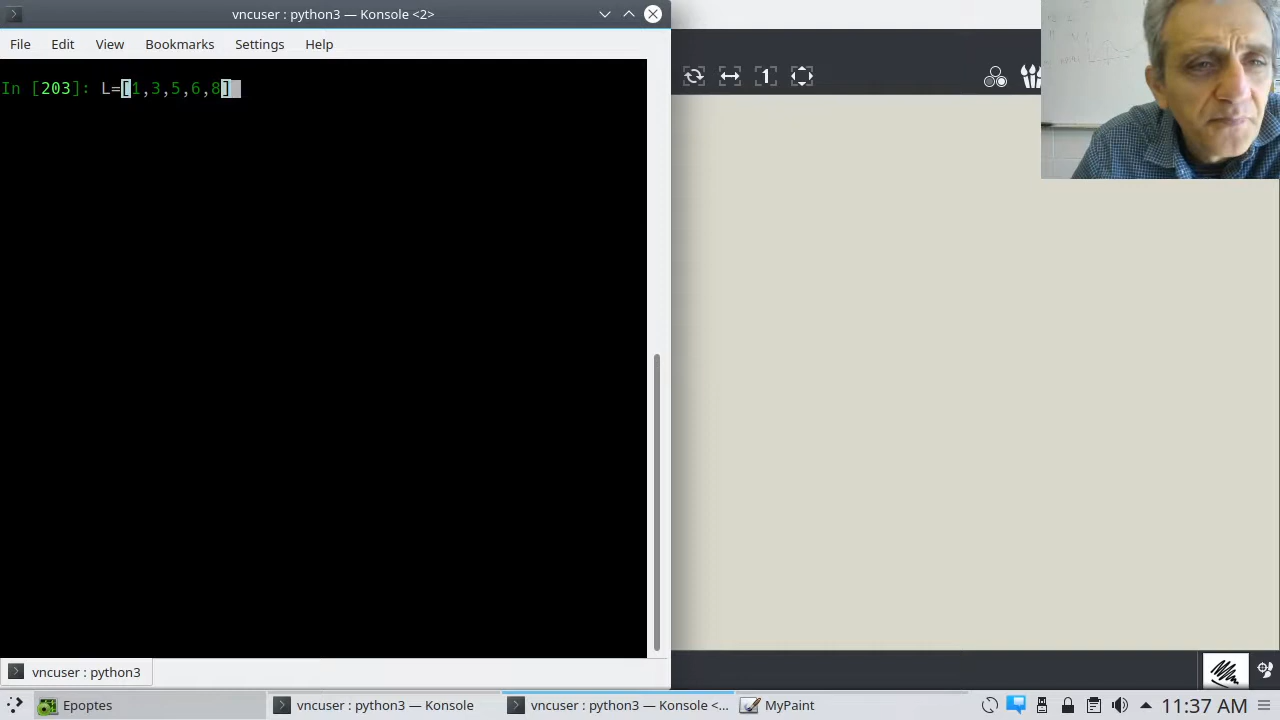 vncuser : python3 — Konsole <2>
File Edit View Bookmarks Settings Help
In [203]: L=[1,3,5,6,8]
1
vncuser : python3
Epoptes
vncuser : python3 — Konsole
vncuser : python3 — Konsole <...
MyPaint
11:37 AM